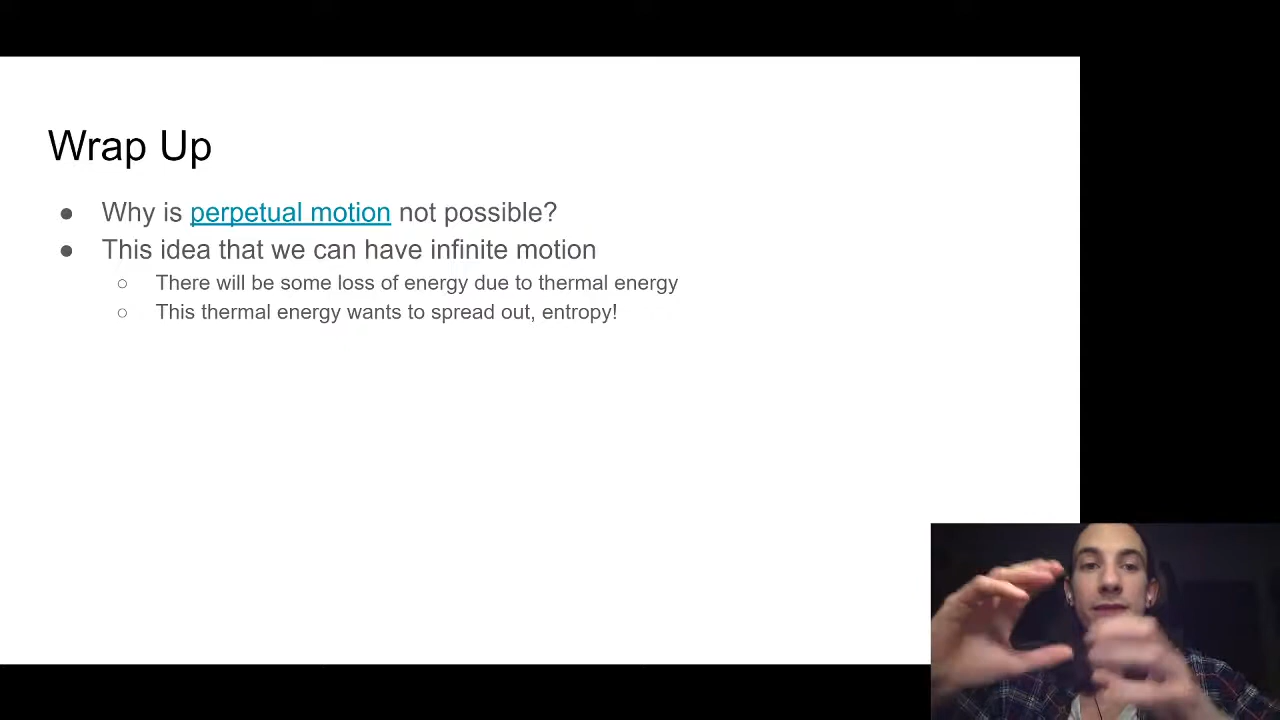 Wrap Up
● Why is perpetual motion not possible?
● This idea that we can have infinite motion
○ There will be some loss of energy due to thermal energy
○ This thermal energy wants to spread out, entropy!